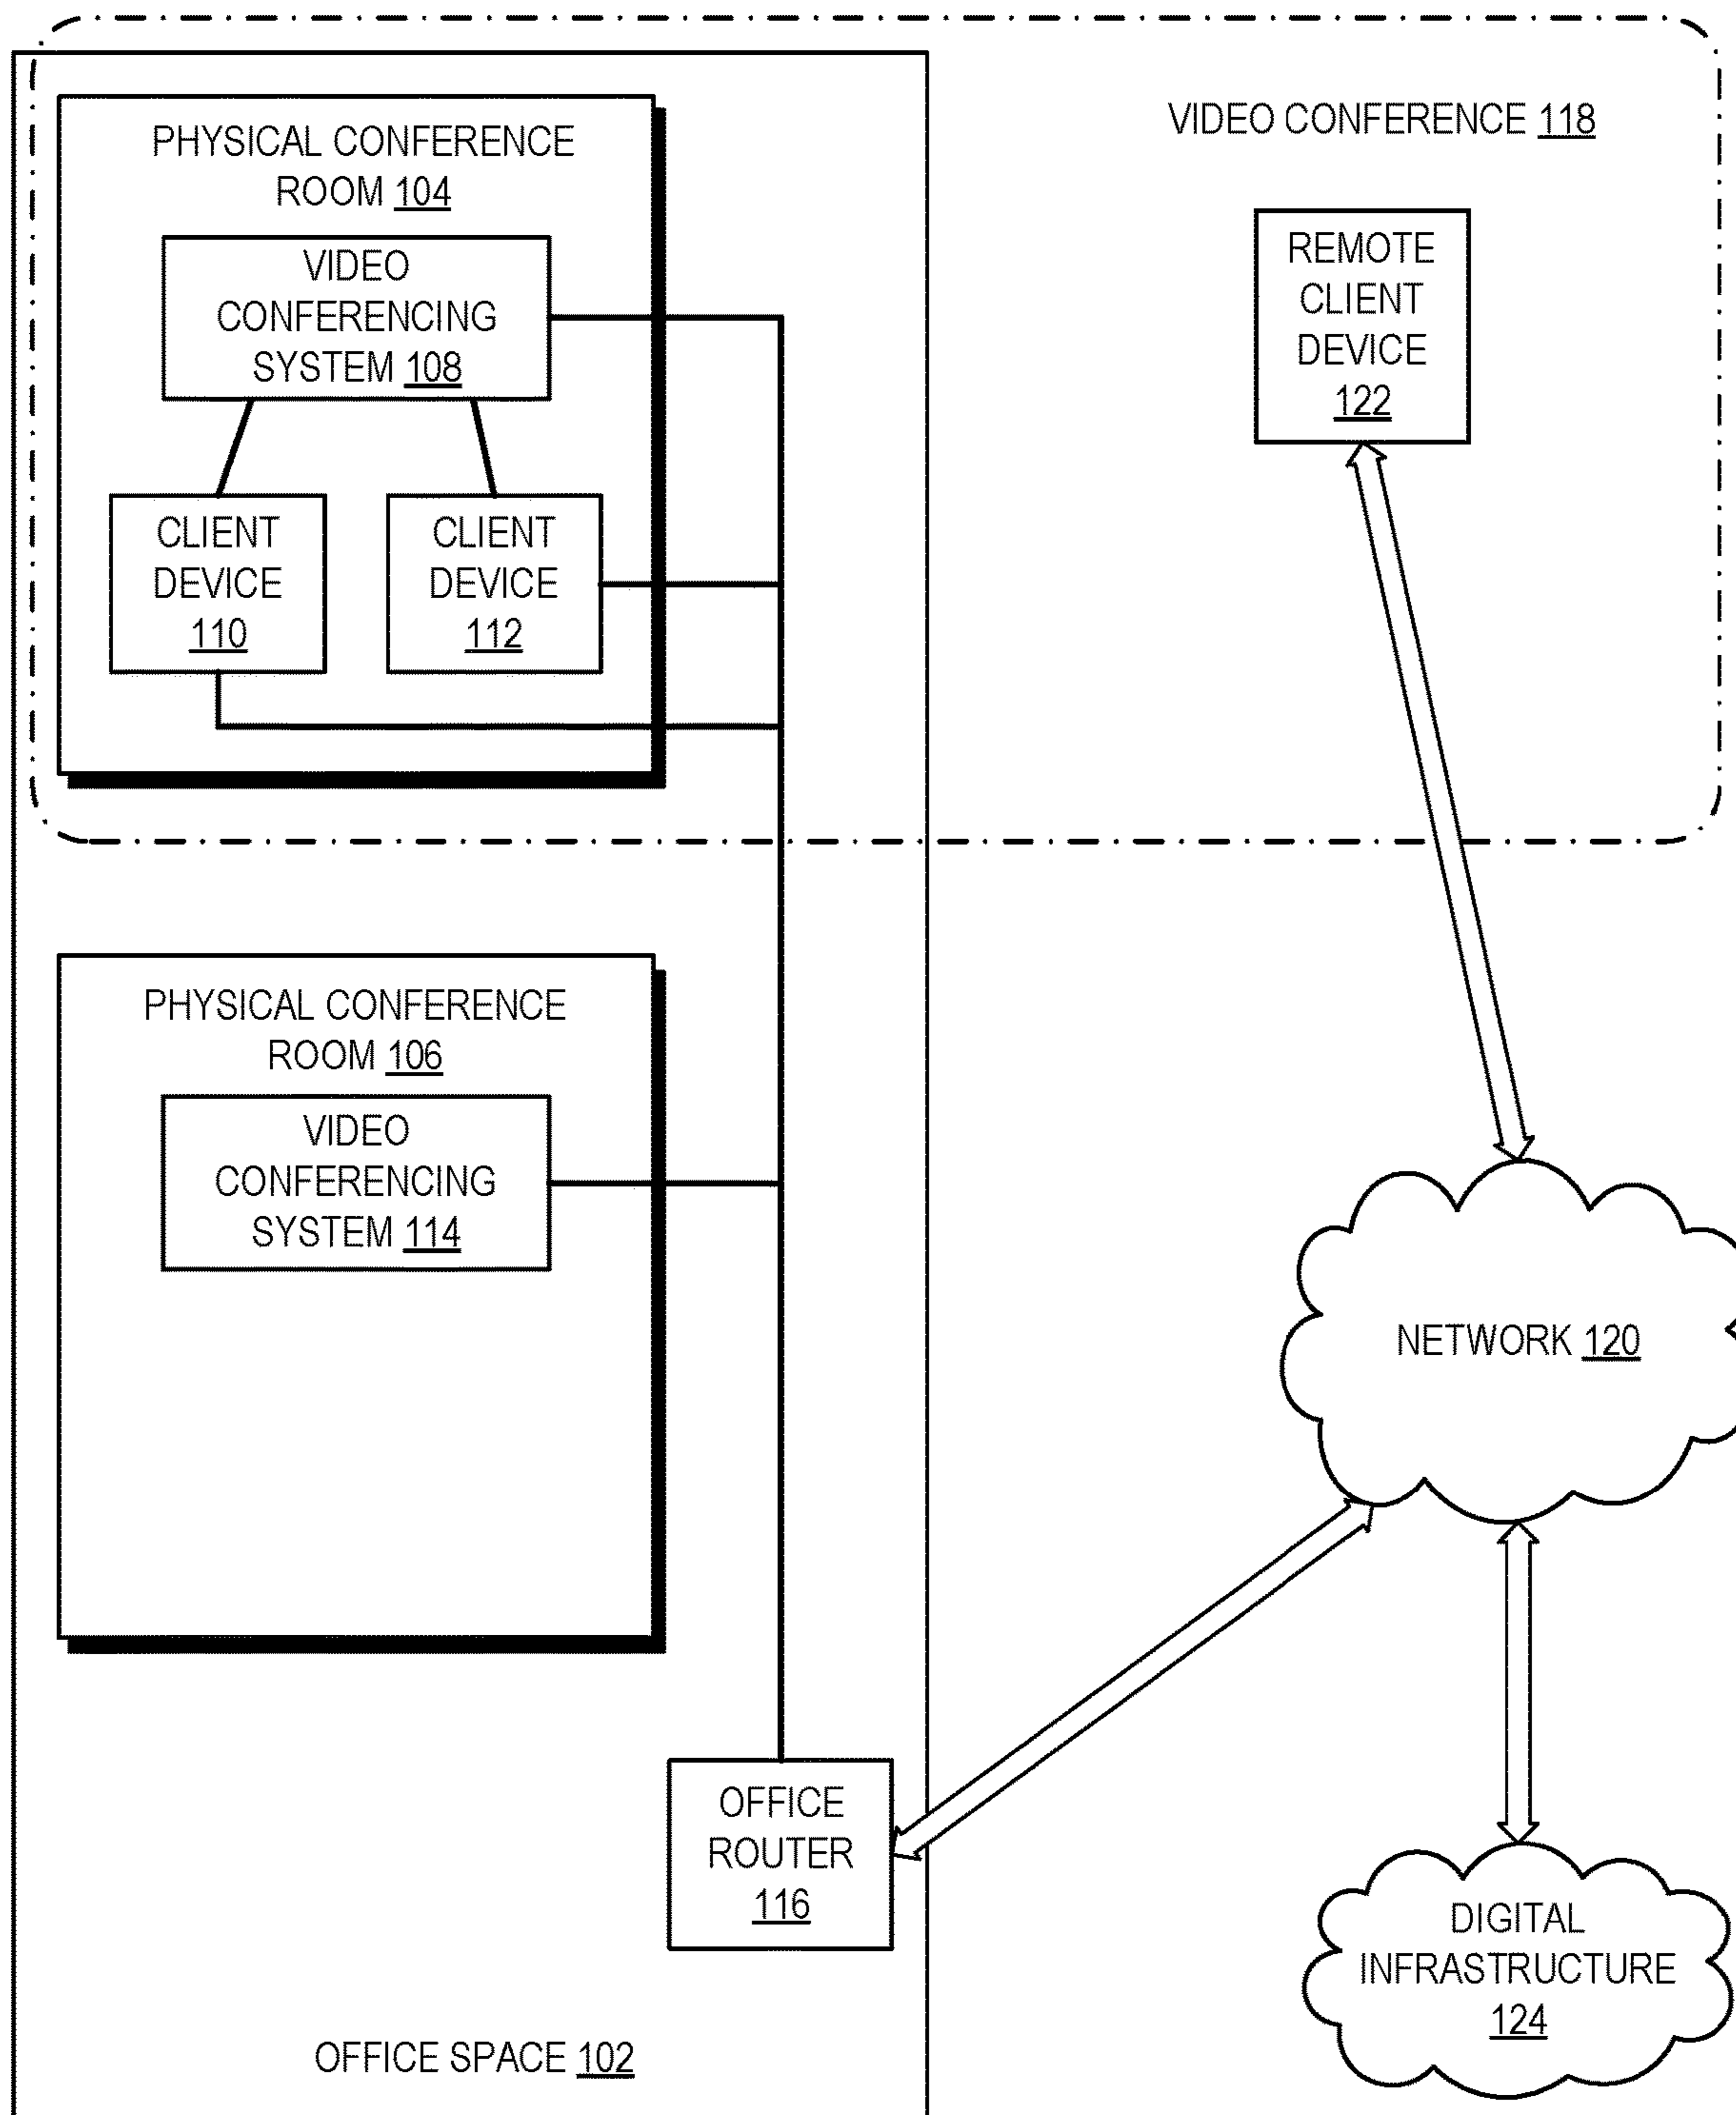 PHYSICAL CONFERENCE
ROOM 104
VIDEO
CONFERENCING
SYSTEM 108
CLIENT
DEVICE
110
CLIENT
DEVICE
112
VIDEO CONFERENCE 118
REMOTE
CLIENT
DEVICE
122
PHYSICAL CONFERENCE
ROOM 106
VIDEO
CONFERENCING
SYSTEM 114
NETWORK 120
OFFICE
ROUTER
116
DIGITAL
INFRASTRUCTURE
124
OFFICE SPACE 102